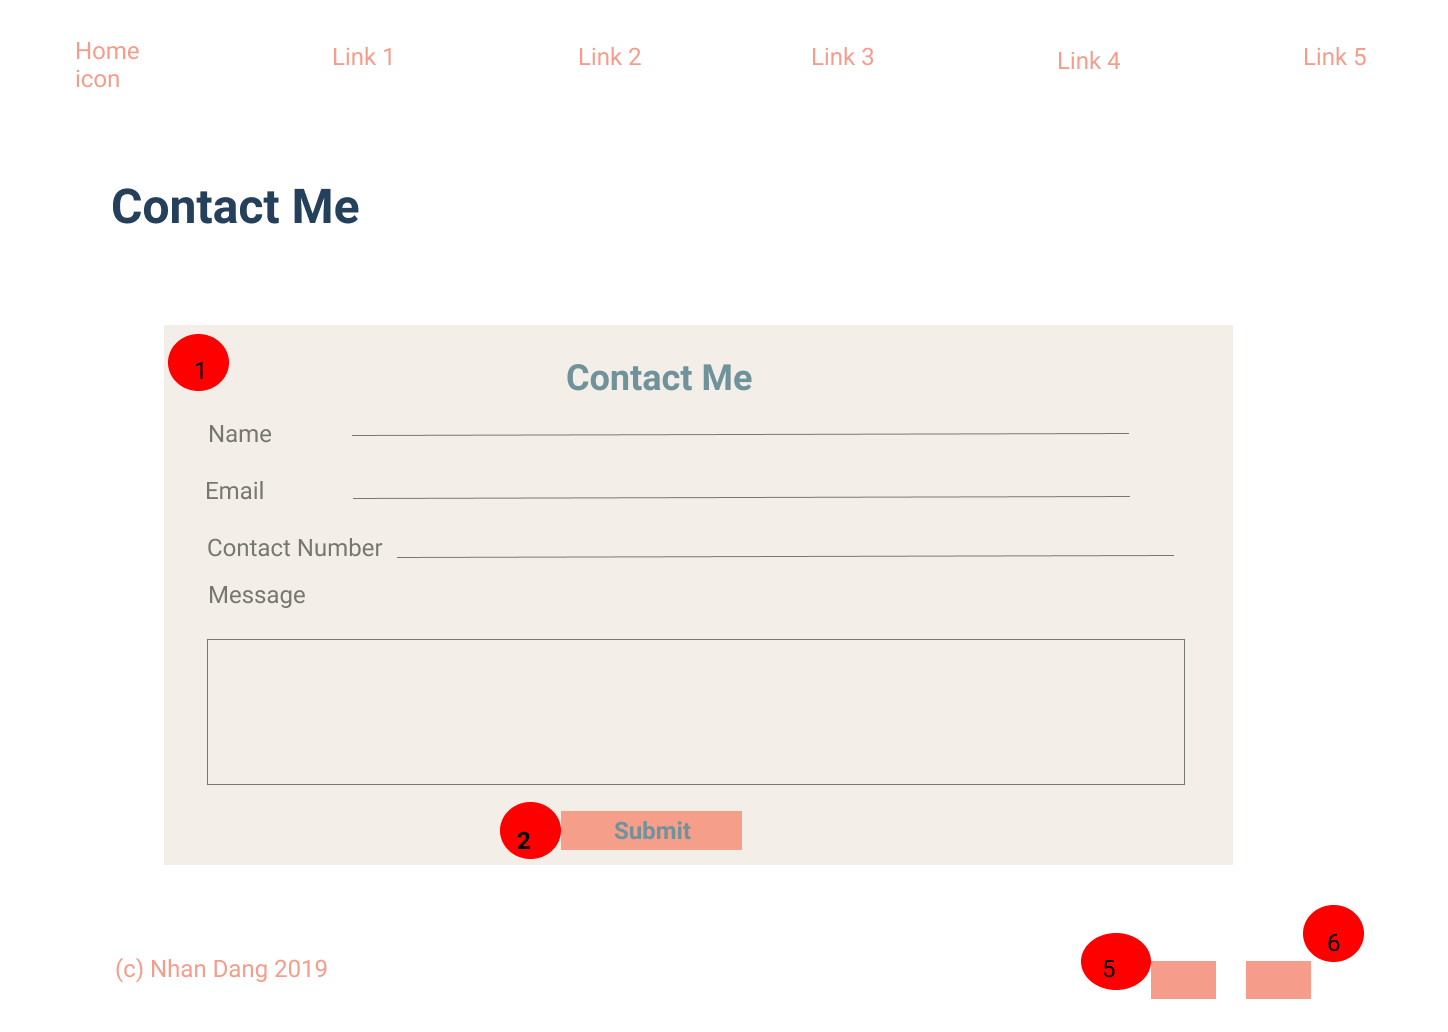 Home
icon
Link 1
Link 2
Link 3
Link 4
Link 5
Contact Me
1
Contact Me
Name
Email
Contact Number
Message
2
Submit
(c) Nhan Dang 2019
5
6